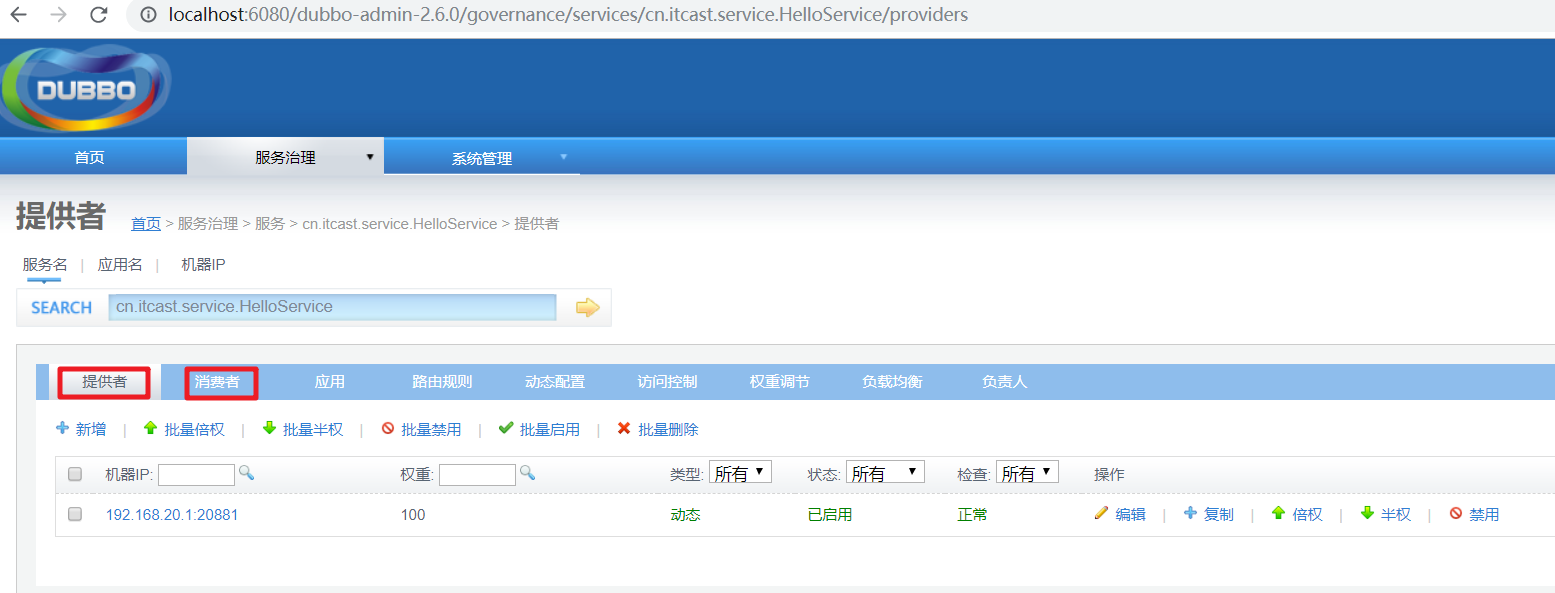 localhost:6080/dubbo-admin-2.6.0/governance/services/cn.itcast.service.HelloService/providers
DUBBO
首页 服务治理 系统管理
提供者 首页 > 服务治理 > 服务 > cn.itcast.service.HelloService > 提供者
服务名 | 应用名 | 机器IP
SEARCH cn.itcast.service.HelloService
提供者 消费者 应用 路由规则 动态配置 访问控制 权重调节 负载均衡 负责人
新增 | 批量倍权 | 批量半权 | 批量禁用 | 批量启用 | 批量删除
机器IP: 权重: 类型: 所有 状态: 所有 检查: 所有 操作
192.168.20.1:20881 100 动态 已启用 正常 编辑 | 复制 | 倍权 | 半权 | 禁用